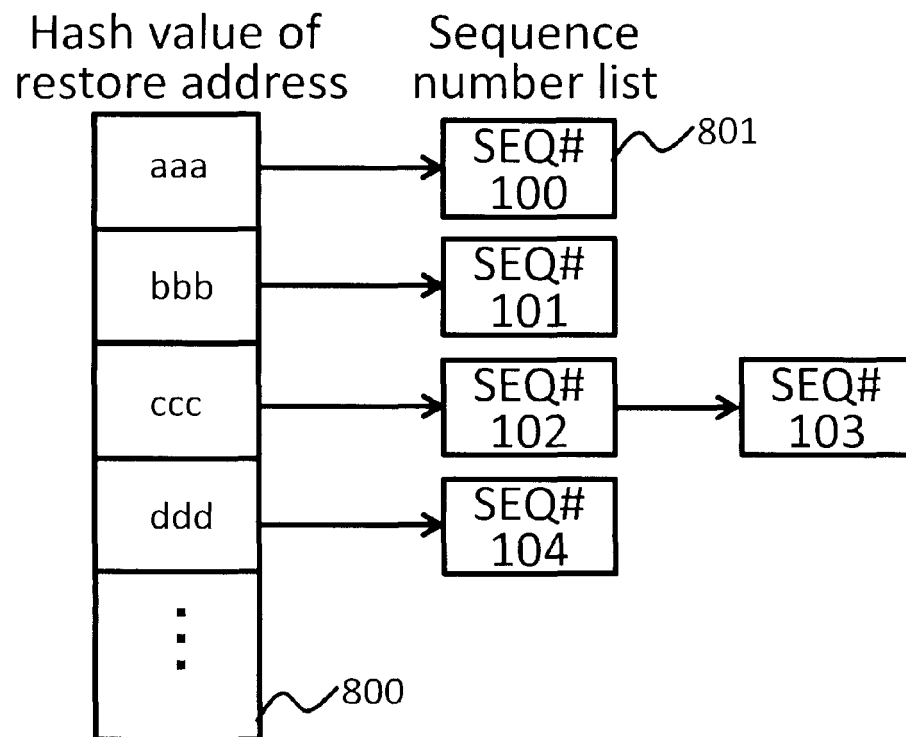 Hash value of
restore address
Sequence
number list
aaa
SEQ#
100
801
bbb
SEQ#
101
ccc
SEQ#
102
SEQ#
103
ddd
SEQ#
104
800